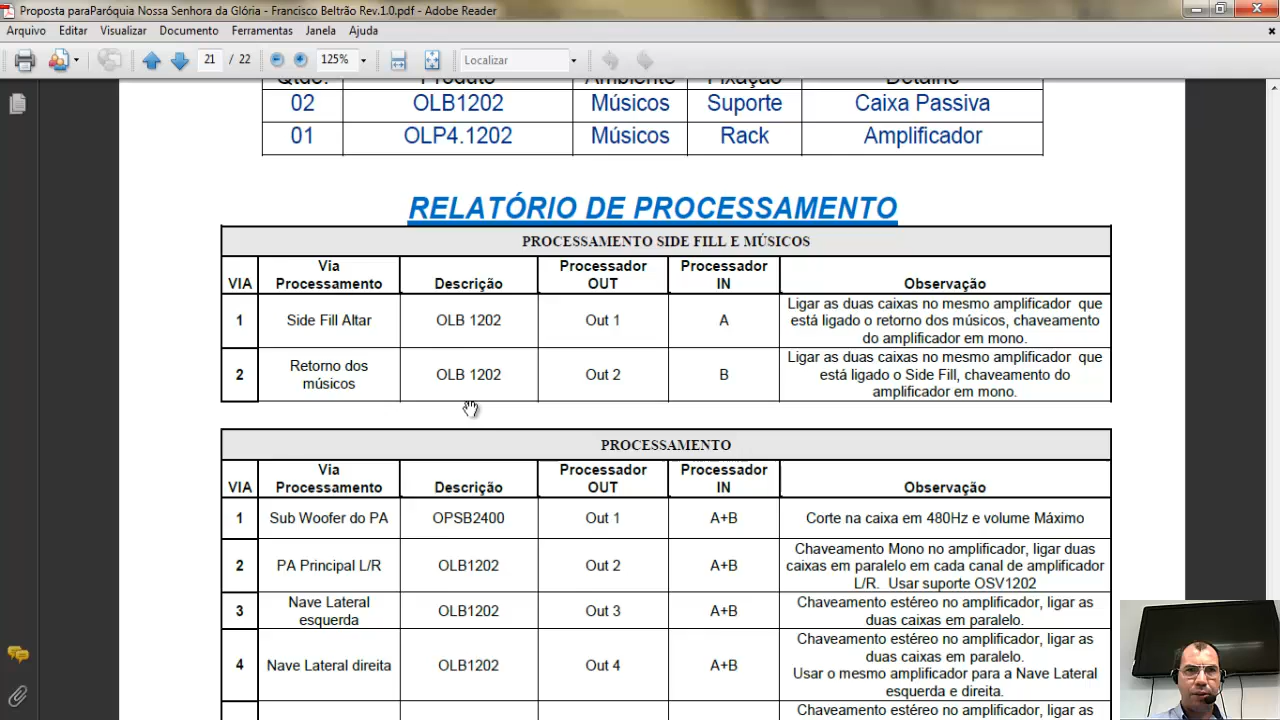 Proposta paraParóquia Nossa Senhora da Glória - Francisco Beltrão Rev.1.0.pdf - Adobe Reader
Arquivo Editar Visualizar Documento Ferramentas Janela Ajuda
21 / 22 125% Localizar
Qtde. Produto Ambiente Fixação Detalhe
02 OLB1202 Músicos Suporte Caixa Passiva
01 OLP4.1202 Músicos Rack Amplificador
RELATÓRIO DE PROCESSAMENTO
PROCESSAMENTO SIDE FILL E MÚSICOS
VIA Via Processamento Descrição Processador OUT Processador IN Observação
1 Side Fill Altar OLB 1202 Out 1 A Ligar as duas caixas no mesmo amplificador que
está ligado o retorno dos músicos, chaveamento
do amplificador em mono.
2 Retorno dos músicos OLB 1202 Out 2 B Ligar as duas caixas no mesmo amplificador que
está ligado o Side Fill, chaveamento do
amplificador em mono.
PROCESSAMENTO
VIA Via Processamento Descrição Processador OUT Processador IN Observação
1 Sub Woofer do PA OPSB2400 Out 1 A+B Corte na caixa em 480Hz e volume Máximo
2 PA Principal L/R OLB1202 Out 2 A+B Chaveamento Mono no amplificador, ligar duas
caixas em paralelo em cada canal de amplificador
L/R. Usar suporte OSV1202
3 Nave Lateral esquerda OLB1202 Out 3 A+B Chaveamento estéreo no amplificador, ligar as
duas caixas em paralelo.
4 Nave Lateral direita OLB1202 Out 4 A+B Chaveamento estéreo no amplificador, ligar as
duas caixas em paralelo.
Usar o mesmo amplificador para a Nave Lateral
esquerda e direita.
Chaveamento estéreo no amplificador, ligar as